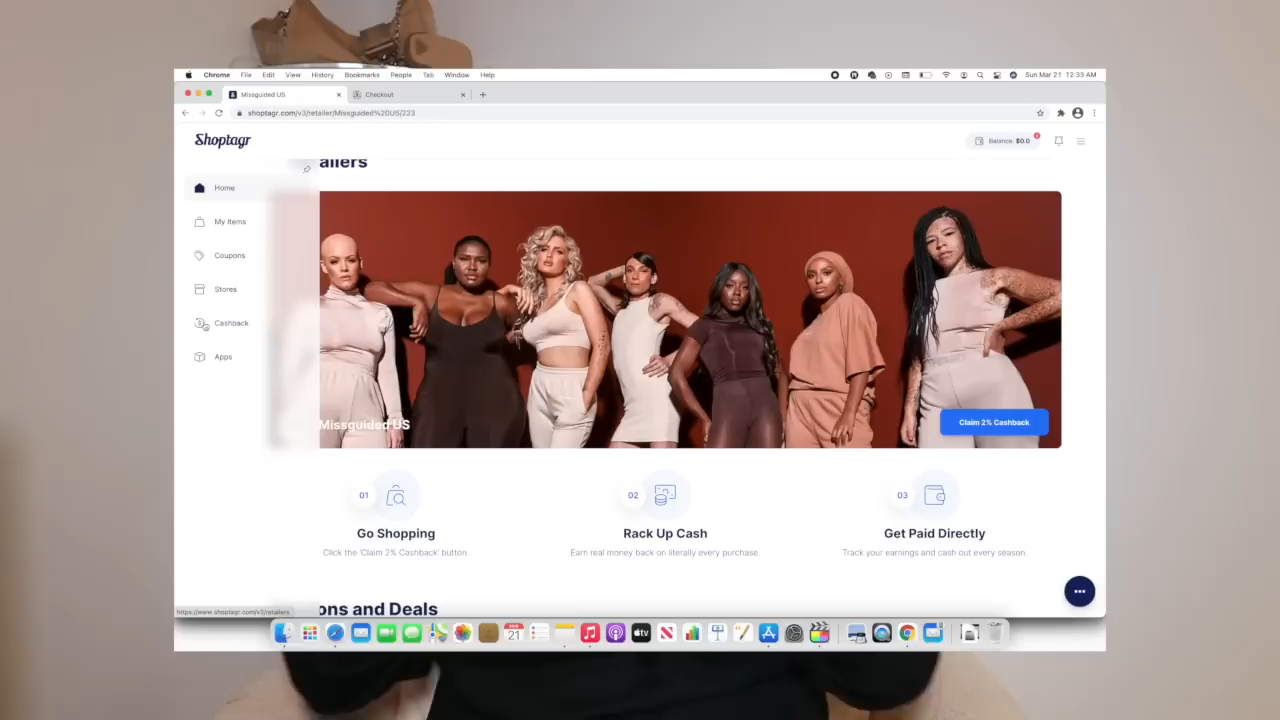 Chrome File Edit View History Bookmarks People Tab Window Help
Sun Mar 21 12:33 AM
Missguided US
Checkout
shoptagr.com/v3/retailer/Missguided%20US/223
Shoptagr
Balance: $0.0
ailers
Home
My Items
Coupons
Stores
Cashback
Apps
Missguided US
Claim 2% Cashback
01
02
03
Go Shopping
Rack Up Cash
Get Paid Directly
Click the 'Claim 2% Cashback' button.
Earn real money back on literally every purchase
Track your earnings and cash out every season.
ons and Deals
https://www.shoptagr.com/v3/retailers
21
tv